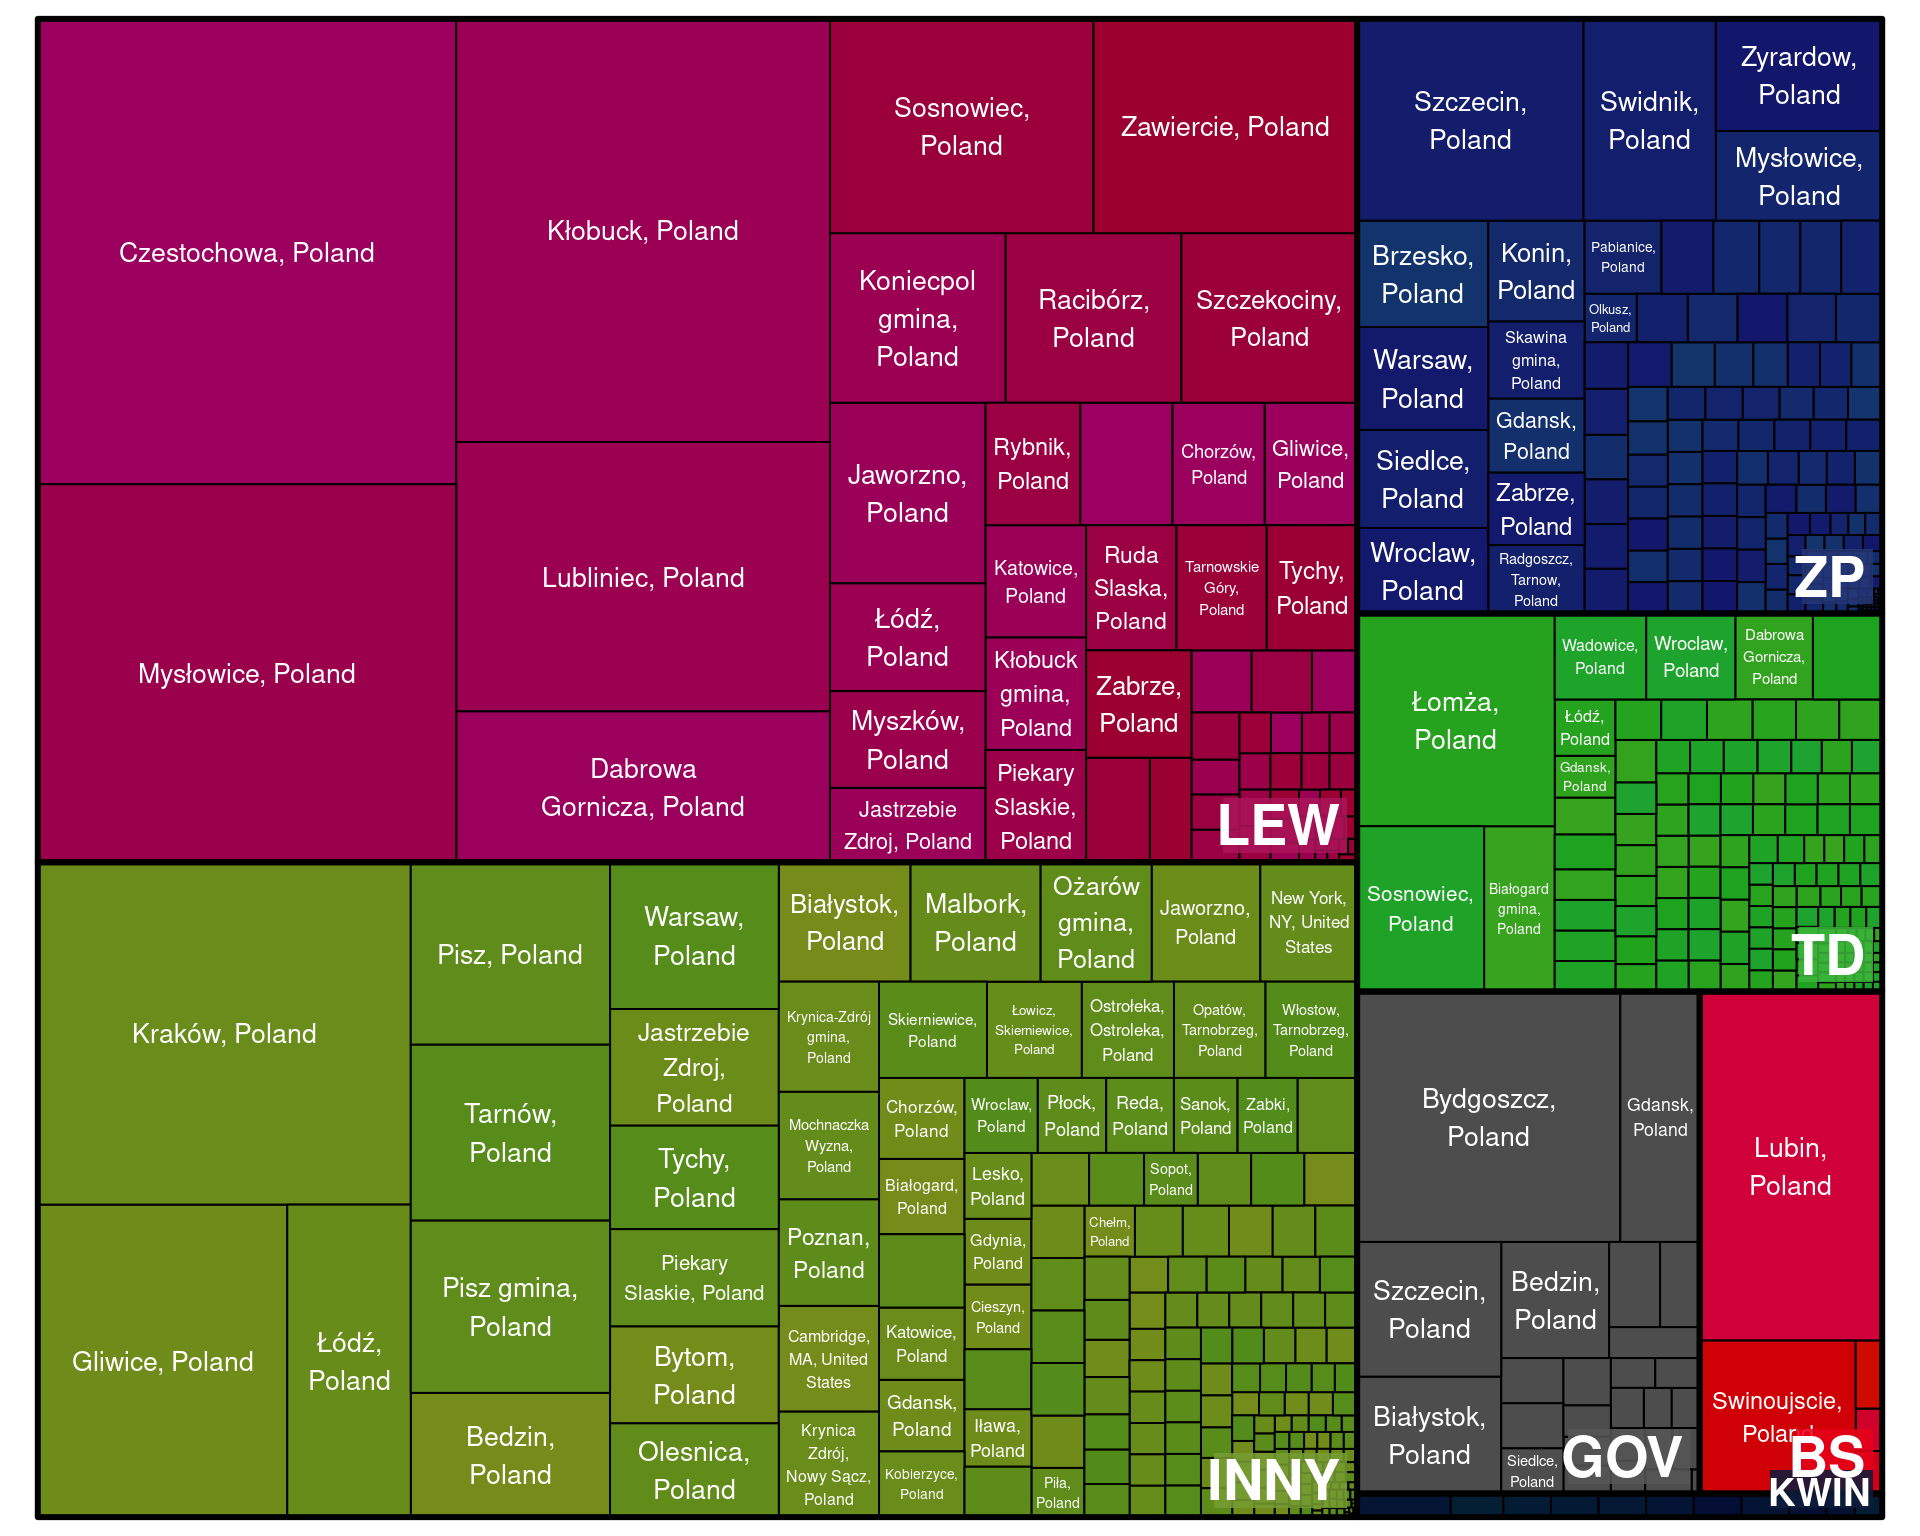 Czestochowa, Poland
Mysłowice, Poland
Kłobuck, Poland
Lubliniec, Poland
Dabrowa
Gornicza, Poland
Sosnowiec,
Poland
Zawiercie, Poland
Koniecpol
gmina,
Poland
Racibórz,
Poland
Szczekociny,
Poland
Jaworzno,
Poland
Łódź,
Poland
Myszków,
Poland
Jastrzebie
Zdroj, Poland
Rybnik,
Poland
Chorzów,
Poland
Gliwice,
Poland
Katowice,
Poland
Kłobuck
gmina,
Poland
Piekary
Slaskie,
Poland
Ruda
Slaska,
Poland
Tarnowskie
Góry,
Poland
Tychy,
Poland
Zabrze,
Poland
LEW
Szczecin,
Poland
Swidnik,
Poland
Zyrardow,
Poland
Mysłowice,
Poland
Brzesko,
Poland
Warsaw,
Poland
Siedlce,
Poland
Wroclaw,
Poland
Konin,
Poland
Skawina
gmina,
Poland
Gdansk,
Poland
Zabrze,
Poland
Radgoszcz,
Tarnow,
Poland
Pabianice,
Poland
Olkusz,
Poland
ZP
Łomża,
Poland
Sosnowiec,
Poland
Białogard
gmina,
Poland
Wadowice,
Poland
Wroclaw,
Poland
Dabrowa
Gornicza,
Poland
Łódź,
Poland
Gdansk,
Poland
TD
Kraków, Poland
Gliwice, Poland
Łódź,
Poland
Pisz, Poland
Tarnów,
Poland
Pisz gmina,
Poland
Bedzin,
Poland
Warsaw,
Poland
Jastrzebie
Zdroj,
Poland
Tychy,
Poland
Piekary
Slaskie, Poland
Bytom,
Poland
Olesnica,
Poland
Białystok,
Poland
Malbork,
Poland
Ożarów
gmina,
Poland
Jaworzno,
Poland
New York,
NY, United
States
Krynica-Zdrój
gmina,
Poland
Mochnaczka
Wyzna,
Poland
Poznan,
Poland
Cambridge,
MA, United
States
Krynica
Zdrój,
Nowy Sącz,
Poland
Skierniewice,
Poland
Łowicz,
Skierniewice,
Poland
Ostrołeka,
Ostroleka,
Poland
Opatów,
Tarnobrzeg,
Poland
Włostow,
Tarnobrzeg,
Poland
Chorzów,
Poland
Białogard,
Poland
Katowice,
Poland
Gdansk,
Poland
Kobierzyce,
Poland
Wroclaw,
Poland
Płock,
Poland
Reda,
Poland
Sanok,
Poland
Zabki,
Poland
Lesko,
Poland
Gdynia,
Poland
Cieszyn,
Poland
Iława,
Poland
Sopot,
Poland
Chełm,
Poland
Piła,
Poland
INNY
Bydgoszcz,
Poland
Gdansk,
Poland
Szczecin,
Poland
Białystok,
Poland
Bedzin,
Poland
Siedlce,
Poland
GOV
Lubin,
Poland
Swinoujscie,
Poland
BS
KWIN